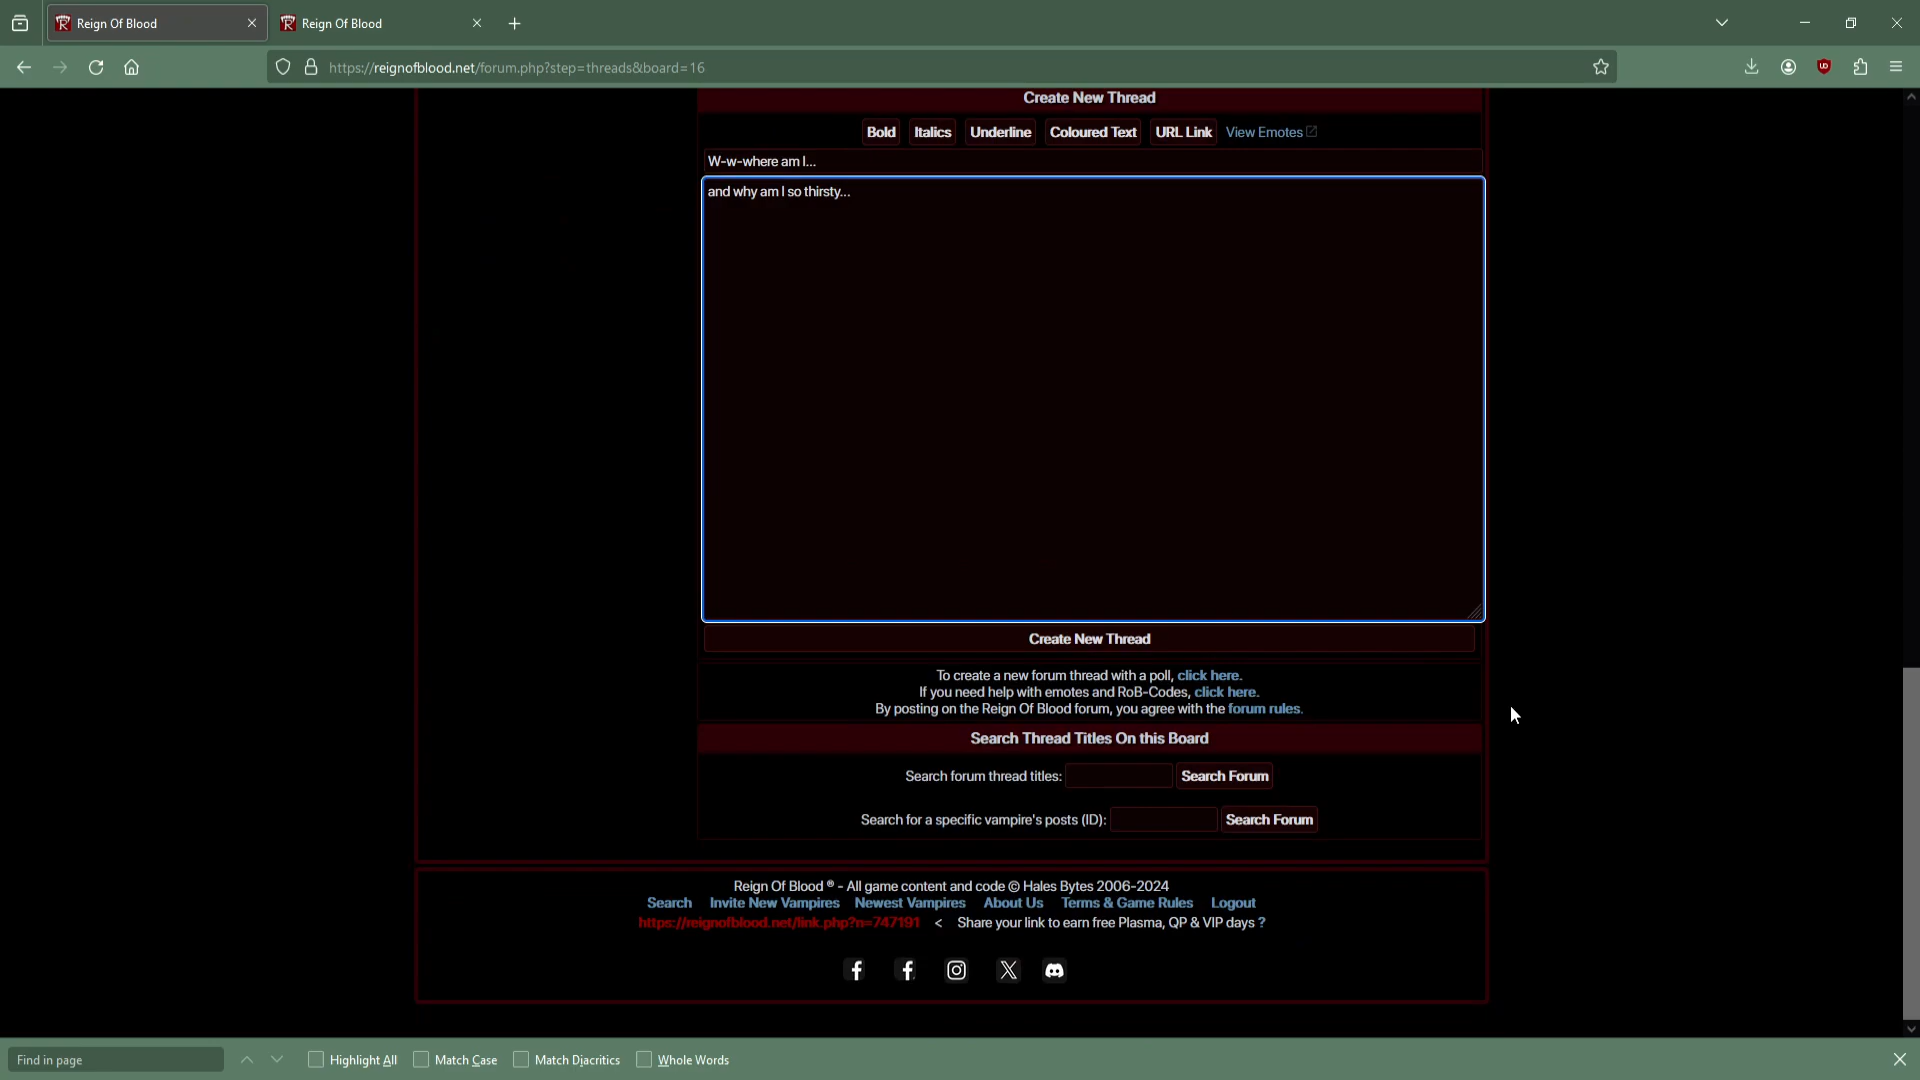 Reign Of Blood
Reign Of Blood
https://reignofblood.net/forum.php?step=threads&board=16
Create New Thread
Bold Italics Underline Coloured Text URL Link View Emotes
W-w-where am I...
and why am I so thirsty...
Create New Thread
To create a new forum thread with a poll, click here.
If you need help with emotes and RoB-Codes, click here.
By posting on the Reign Of Blood forum, you agree with the forum rules.
Search Thread Titles On this Board
Search forum thread titles: Search Forum
Search for a specific vampire's posts (ID): Search Forum
Reign Of Blood ® - All game content and code © Hales Bytes 2006-2024
Search Invite New Vampires Newest Vampires About Us Terms & Game Rules Logout
https://reignofblood.net/link.php?n=747191 < Share your link to earn free Plasma, QP & VIP days ?
Find in page Highlight All Match Case Match Diacritics Whole Words